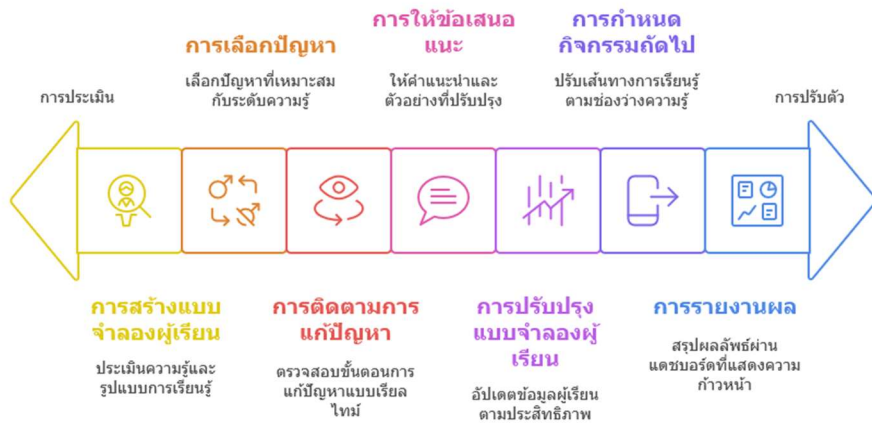 การประเมิน
การสร้างแบบ
จำลองผู้เรียน
ประเมินความรู้และ
รูปแบบการเรียนรู้
การเลือกปัญหา
เลือกปัญหาที่เหมาะสม
กับระดับความรู้
การติดตามการ
แก้ปัญหา
ตรวจสอบขั้นตอนการ
แก้ปัญหาแบบเรียล
ไทม์
การให้ข้อเสนอ
แนะ
ให้คำแนะนำและ
ตัวอย่างที่ปรับปรุง
การปรับปรุง
แบบจำลองผู้
เรียน
อัปเดตข้อมูลผู้เรียน
ตามประสิทธิภาพ
การกำหนด
กิจกรรมถัดไป
ปรับเส้นทางการเรียนรู้
ตามช่องว่างความรู้
การรายงานผล
สรุปผลลัพธ์ผ่าน
แดชบอร์ดที่แสดงความ
ก้าวหน้า
การปรับตัว